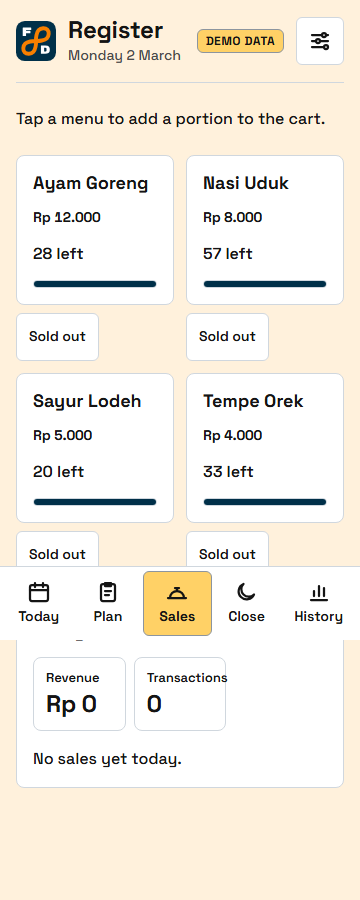 F
D
Register
Monday 2 March
DEMO DATA
Tap a menu to add a portion to the cart.
Ayam Goreng
Rp 12.000
28 left
Sold out
Nasi Uduk
Rp 8.000
57 left
Sold out
Sayur Lodeh
Rp 5.000
20 left
Sold out
Tempe Orek
Rp 4.000
33 left
Sold out
Today
Plan
Sales
Close
History
Revenue
Rp 0
Transactions
0
No sales yet today.